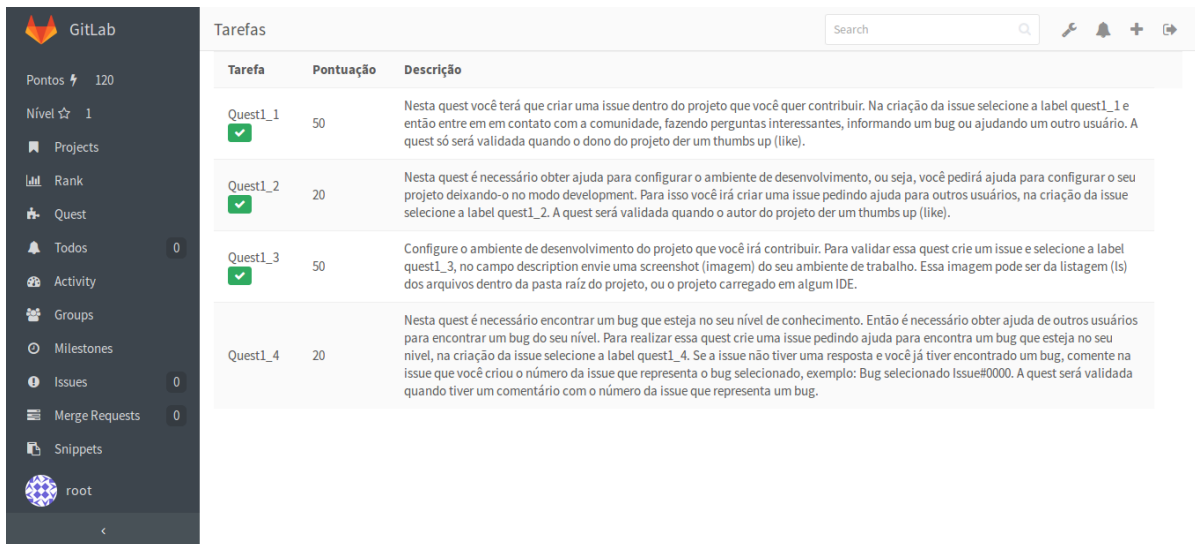 GitLab
Tarefas
Search
Pontos 120
Nível 1
Projects
Rank
Quest
Todos 0
Activity
Groups
Milestones
Issues 0
Merge Requests 0
Snippets
root
Tarefa Pontuação Descrição
Quest1_1
50
Nesta quest você terá que criar uma issue dentro do projeto que você quer contribuir. Na criação da issue selecione a label quest1_1 e
então entre em em contato com a comunidade, fazendo perguntas interessantes, informando um bug ou ajudando um outro usuário. A
quest só será validada quando o dono do projeto der um thumbs up (like).
Quest1_2
20
Nesta quest é necessário obter ajuda para configurar o ambiente de desenvolvimento, ou seja, você pedirá ajuda para configurar o seu
projeto deixando-o no modo development. Para isso você irá criar uma issue pedindo ajuda para outros usuários, na criação da issue
selecione a label quest1_2. A quest será validada quando o autor do projeto der um thumbs up (like).
Quest1_3
50
Configure o ambiente de desenvolvimento do projeto que você irá contribuir. Para validar essa quest crie um issue e selecione a label
quest1_3, no campo description envie uma screenshot (imagem) do seu ambiente de trabalho. Essa imagem pode ser da listagem (ls)
dos arquivos dentro da pasta raíz do projeto, ou o projeto carregado em algum IDE.
Quest1_4
20
Nesta quest é necessário encontrar um bug que esteja no seu nível de conhecimento. Então é necessário obter ajuda de outros usuários
para encontrar um bug do seu nível. Para realizar essa quest crie uma issue pedindo ajuda para encontra um bug que esteja no seu
nivel, na criação da issue selecione a label quest1_4. Se a issue não tiver uma resposta e você já tiver encontrado um bug, comente na
issue que você criou o número da issue que representa o bug selecionado, exemplo: Bug selecionado Issue#0000. A quest será validada
quando tiver um comentário com o número da issue que representa um bug.